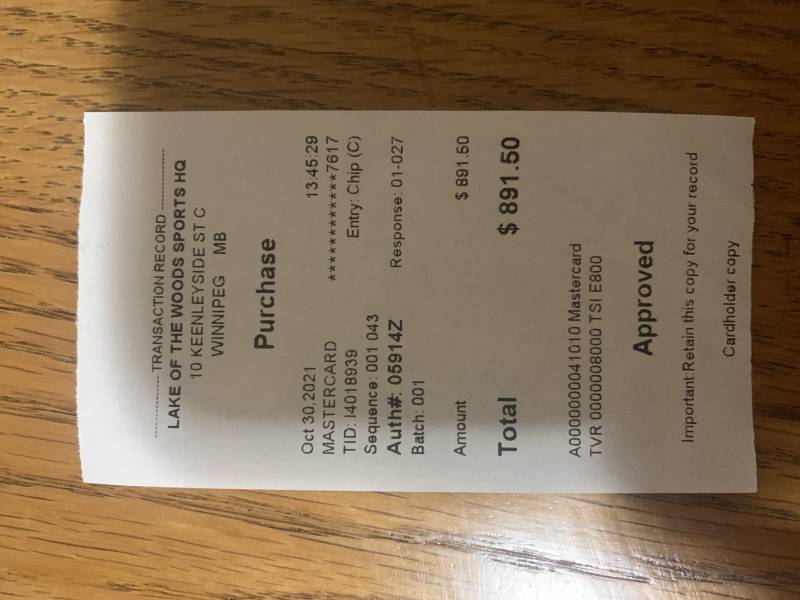 --------------- TRANSACTION RECORD ---------------
LAKE OF THE WOODS SPORTS HQ
10 KEENLEYSIDE ST C
WINNIPEG MB
Purchase
Oct 30,2021 13:45:29
MASTERCARD ************7617
TID: I4018939 Entry: Chip (C)
Sequence: 001 043
Auth#: 05914Z Response: 01-027
Batch: 001
Amount $ 891.50
Total $ 891.50
A0000000041010 Mastercard
TVR 0000008000 TSI E800
Approved
Important:Retain this copy for your record
Cardholder copy